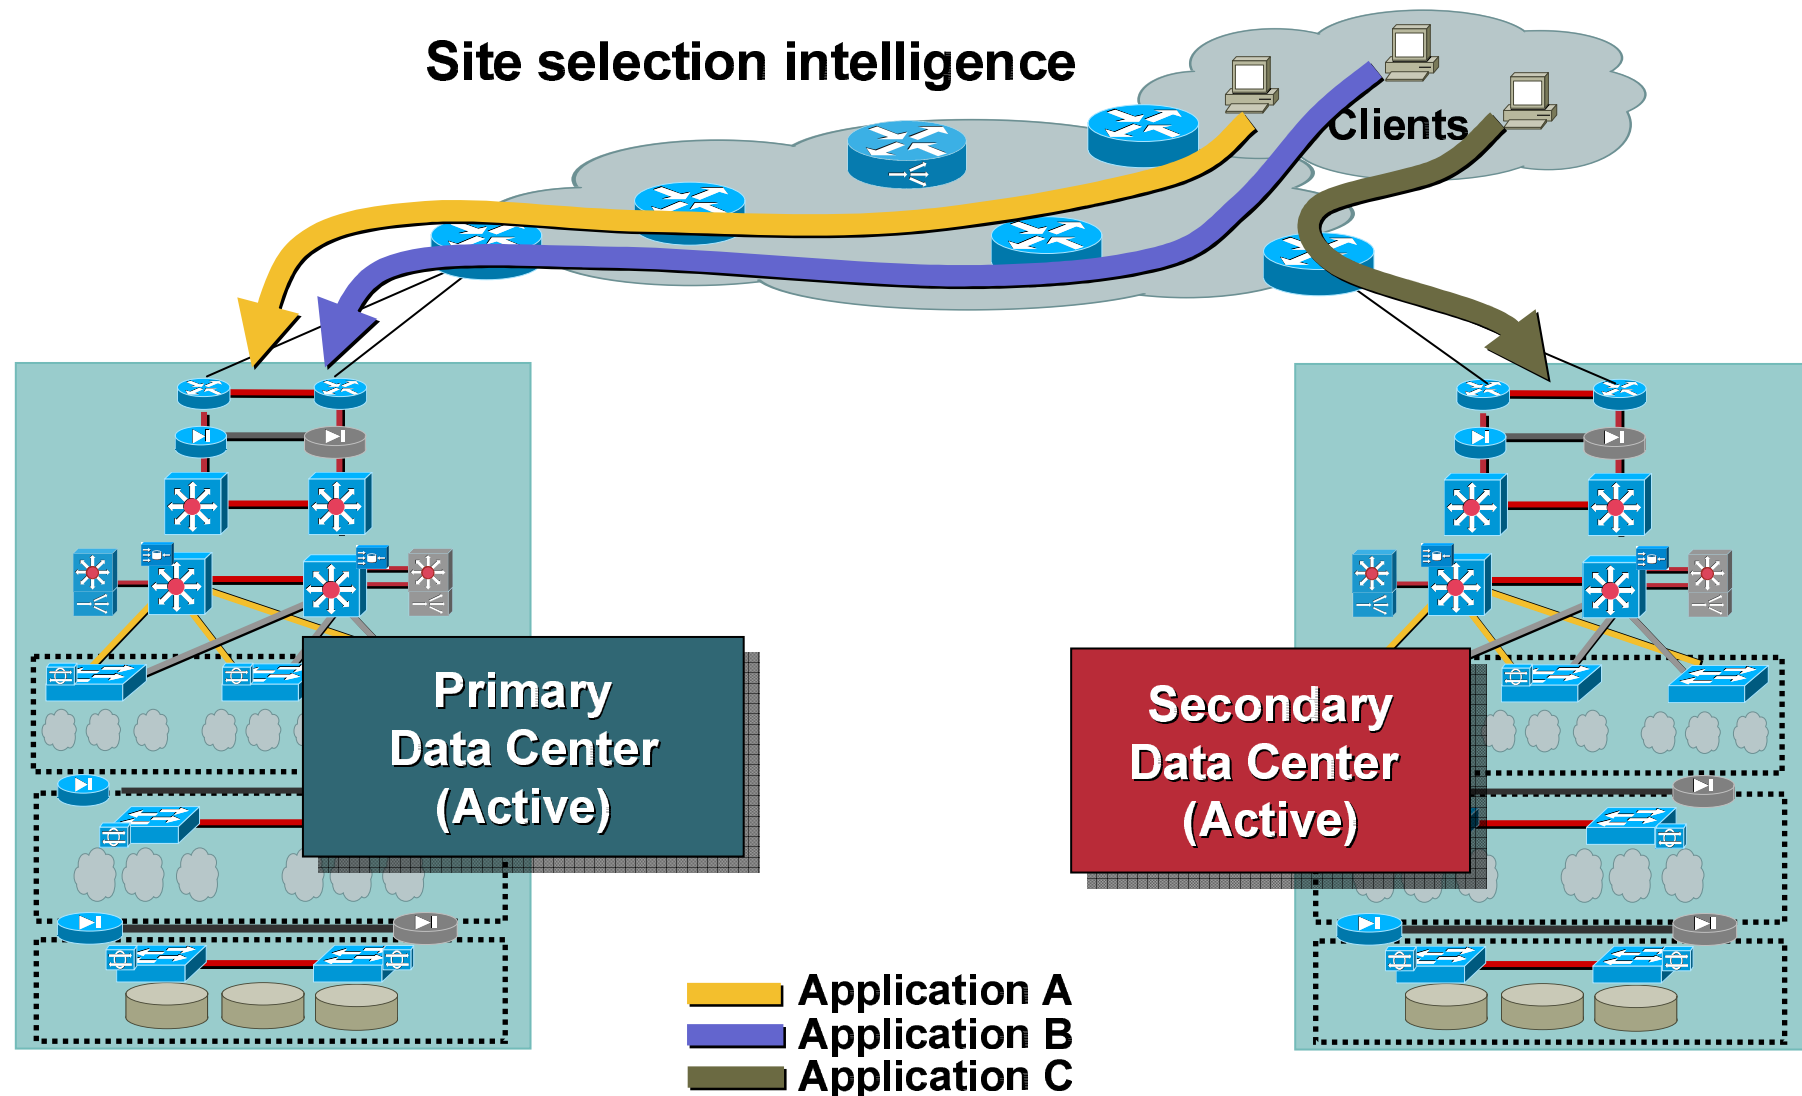 Site selection intelligence
Clients
Primary
Data Center
(Active)
Secondary
Data Center
(Active)
Application A
Application B
Application C